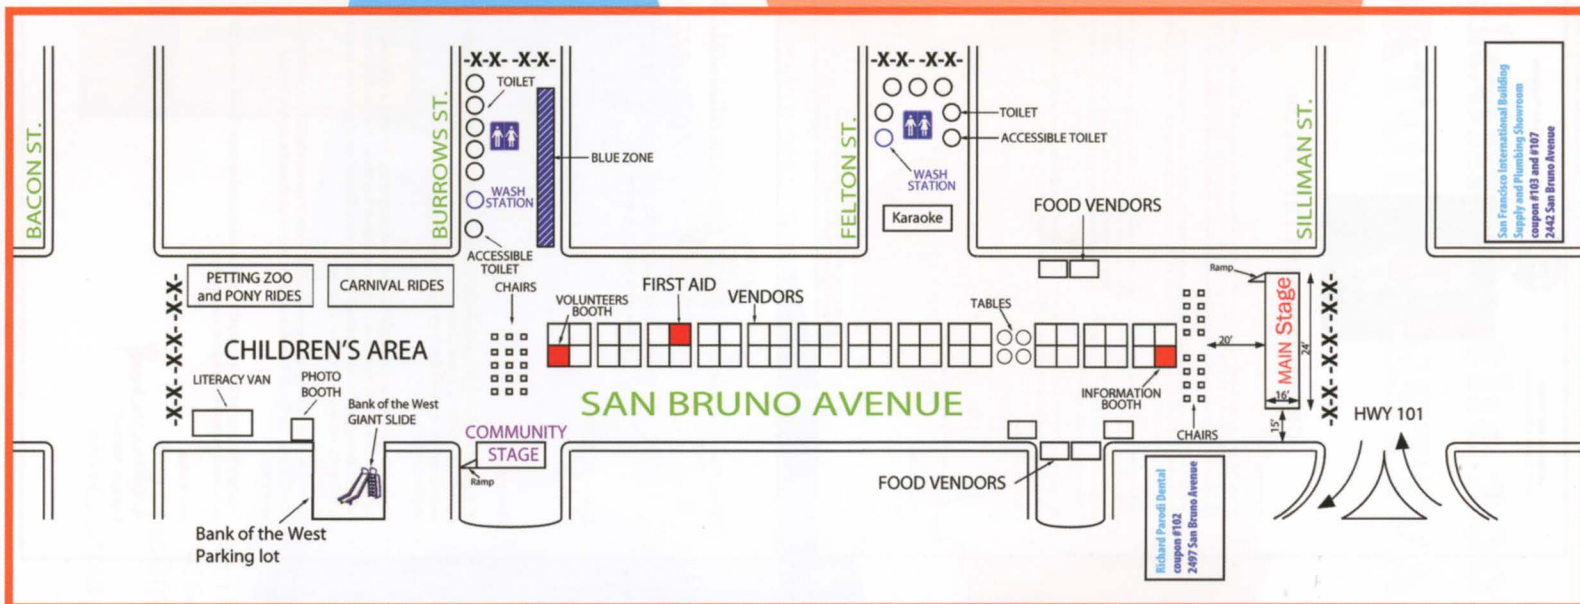 BACON ST.
BURROWS ST.
-X-X- -X-X-
TOILET
BLUE ZONE
WASH
STATION
ACCESSIBLE
TOILET
FELTON ST.
-X-X- -X-X-
TOILET
ACCESSIBLE TOILET
WASH
STATION
Karaoke
FOOD VENDORS
SILLIMAN ST.
San Francisco International Building
Supply and Plumbing Showroom
coupon #103 and #107
2442 San Bruno Avenue
-X-X- -X-X- -X-X-
PETTING ZOO
and PONY RIDES
CARNIVAL RIDES
CHAIRS
VOLUNTEERS
BOOTH
FIRST AID
VENDORS
TABLES
Ramp
MAIN Stage
20'
24'
16'
15'
-X-X- -X-X- -X-X-
CHILDREN'S AREA
LITERACY VAN
PHOTO
BOOTH
Bank of the West
GIANT SLIDE
SAN BRUNO AVENUE
INFORMATION
BOOTH
CHAIRS
HWY 101
COMMUNITY
STAGE
Ramp
FOOD VENDORS
Bank of the West
Parking lot
Richard Parodi Dental
coupon #102
2497 San Bruno Avenue